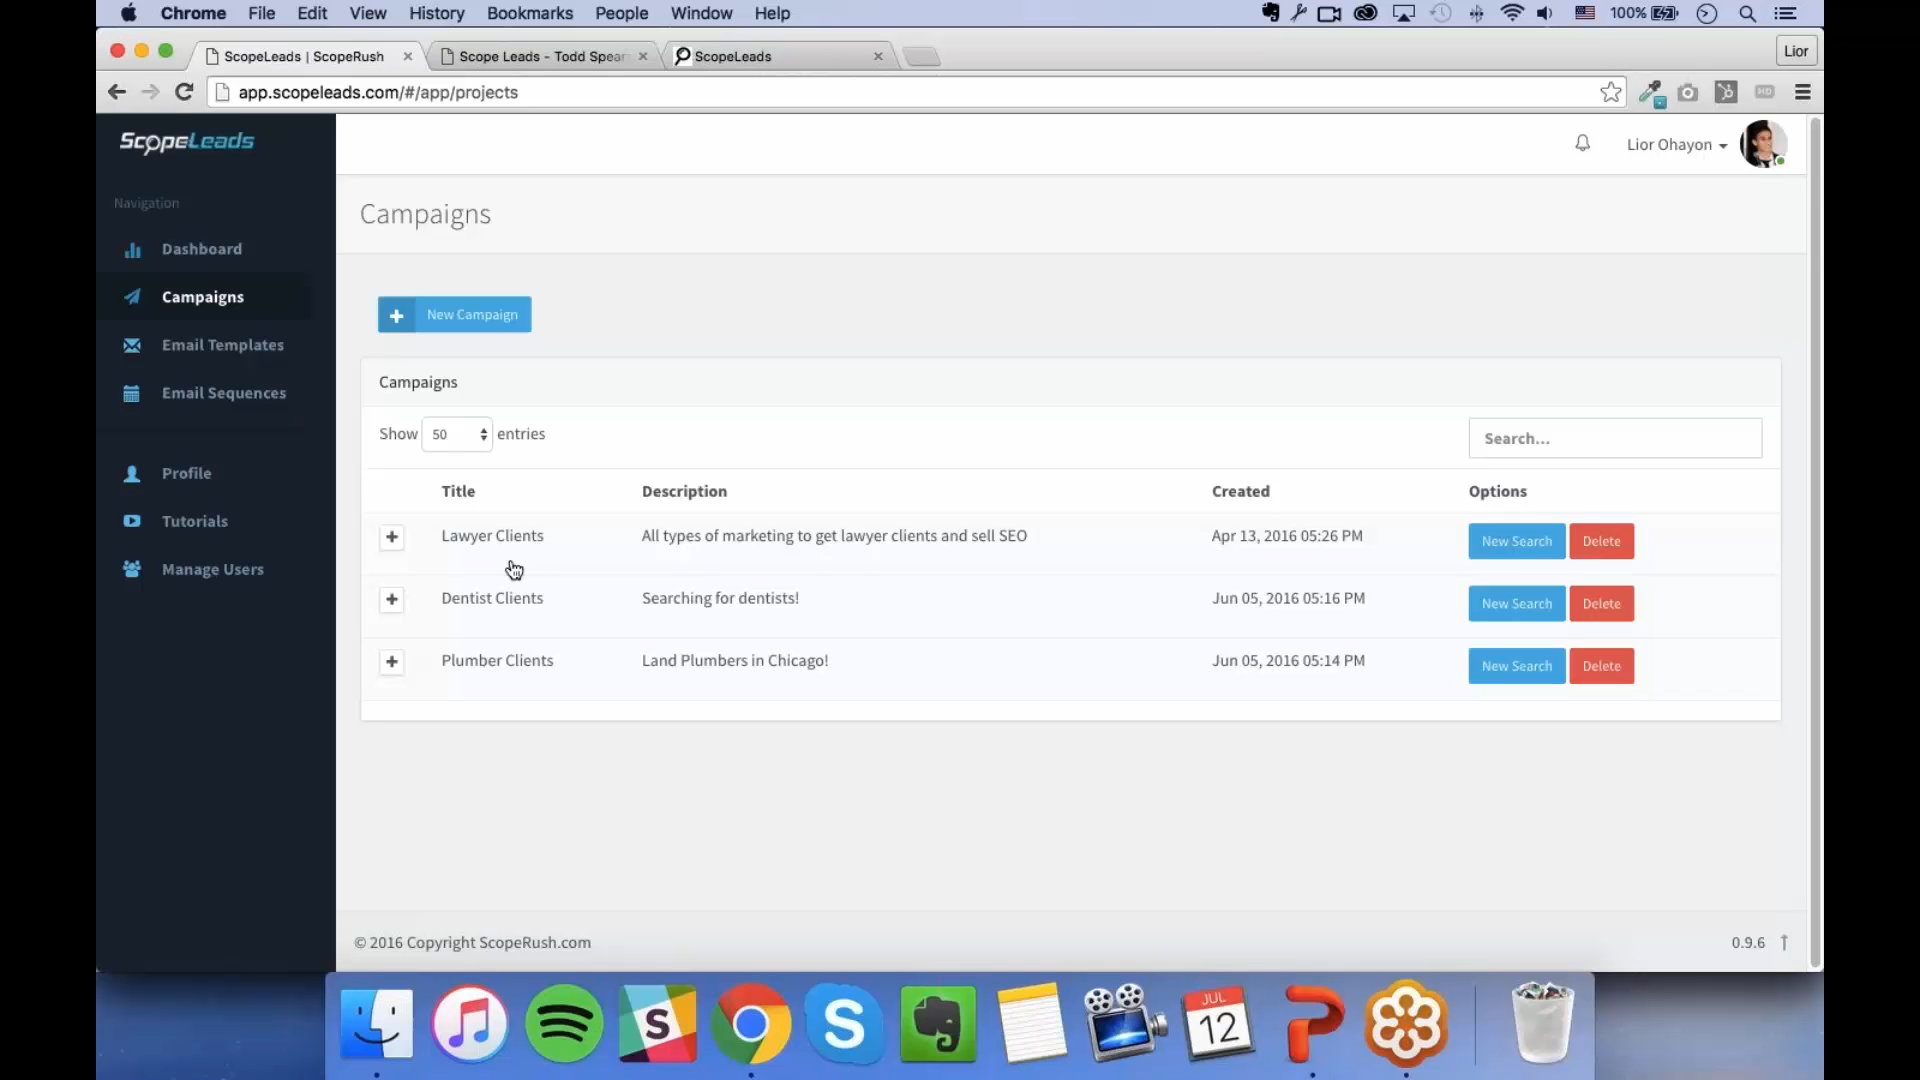 Chrome File Edit View History Bookmarks People Window Help 100%
ScopeLeads | ScopeRush Scope Leads - Todd Spear ScopeLeads Lior
app.scopeleads.com/#/app/projects
ScopeLeads
Lior Ohayon
Navigation
Dashboard
Campaigns
Email Templates
Email Sequences
Profile
Tutorials
Manage Users
Campaigns
New Campaign
Campaigns
Show 50 entries Search...
Title Description Created Options
Lawyer Clients All types of marketing to get lawyer clients and sell SEO Apr 13, 2016 05:26 PM New Search Delete
Dentist Clients Searching for dentists! Jun 05, 2016 05:16 PM New Search Delete
Plumber Clients Land Plumbers in Chicago! Jun 05, 2016 05:14 PM New Search Delete
© 2016 Copyright ScopeRush.com 0.9.6
S
S
JUL
12
P